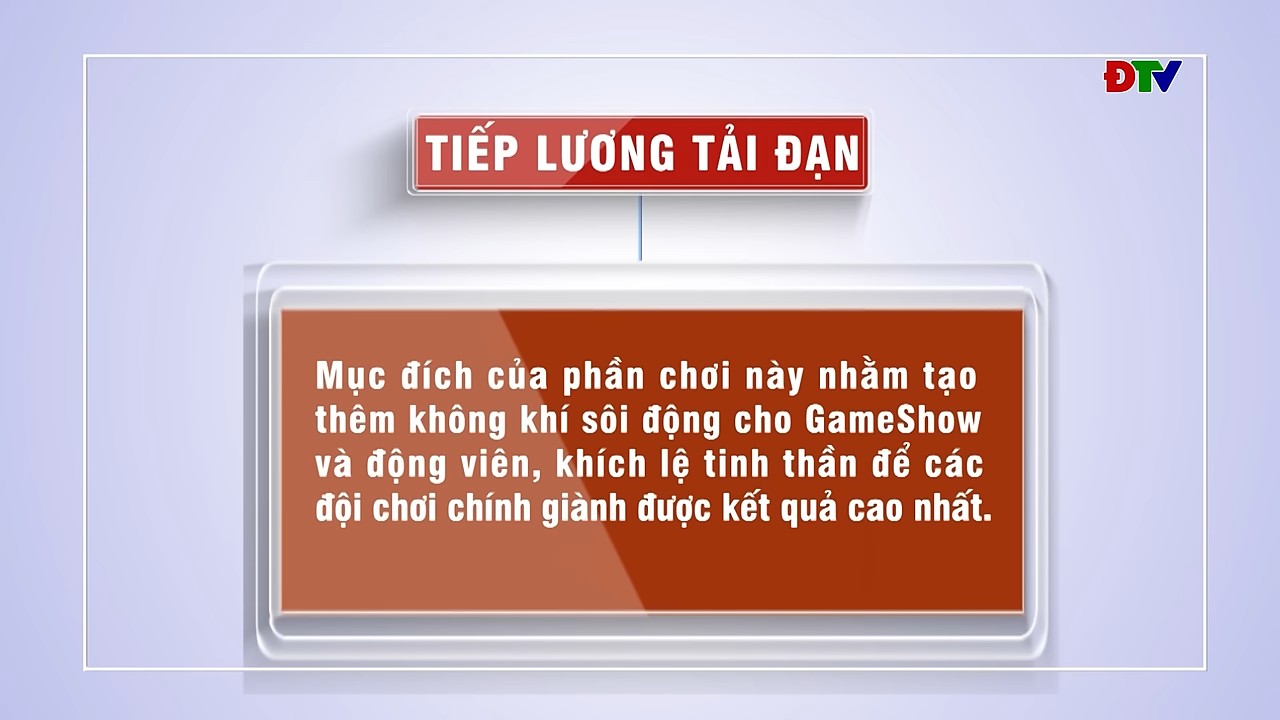 ĐTV
TIẾP LƯƠNG TẢI ĐẠN
Mục đích của phần chơi này nhằm tạo
thêm không khí sôi động cho GameShow
và động viên, khích lệ tinh thần để các
đội chơi chính giành được kết quả cao nhất.